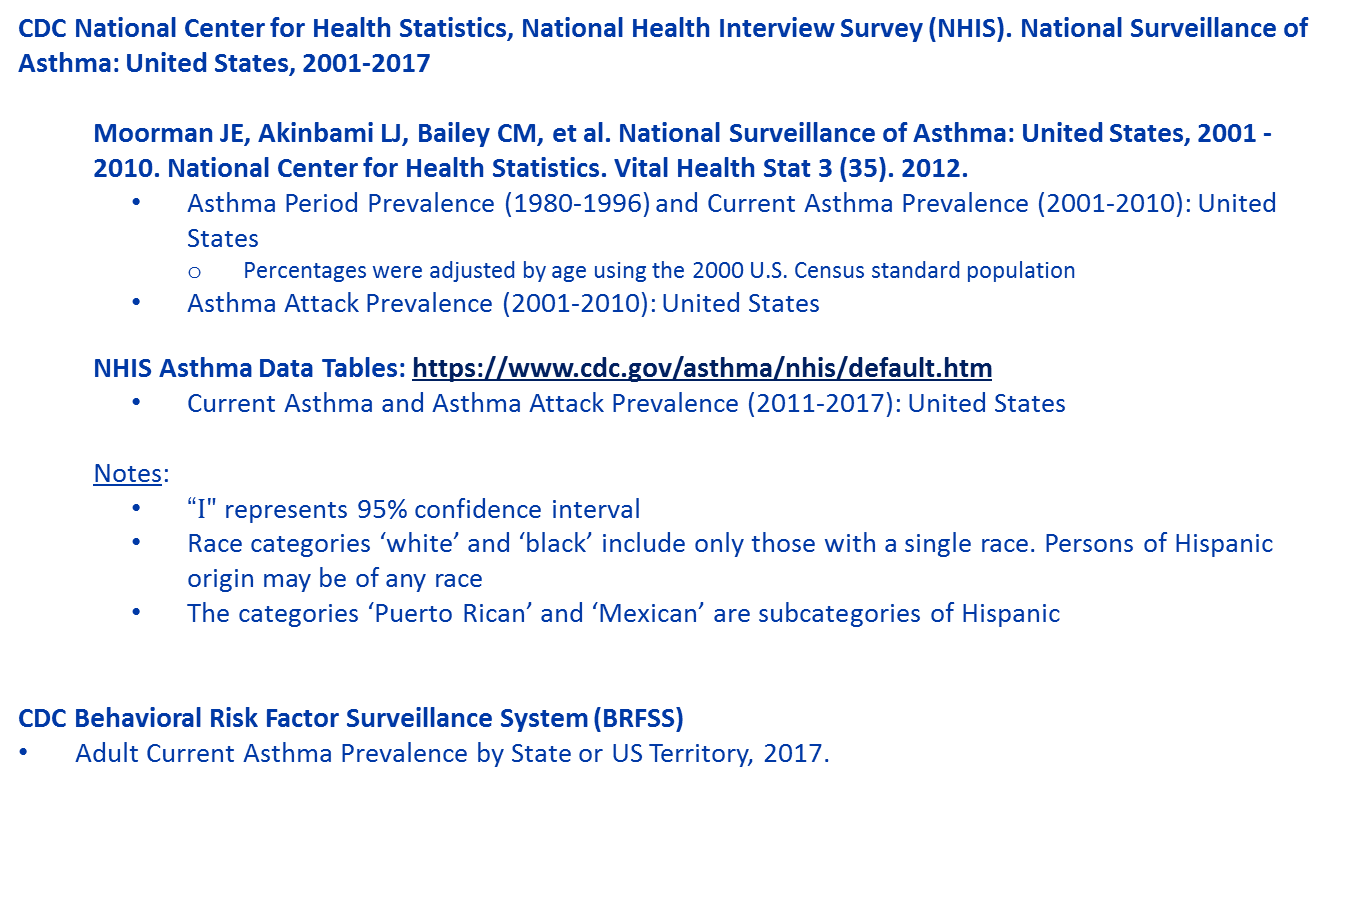 CDC National Center for Health Statistics, National Health Interview Survey (NHIS). National Surveillance of
Asthma: United States, 2001-2017
Moorman JE, Akinbami LJ, Bailey CM, et al. National Surveillance of Asthma: United States, 2001 -
2010. National Center for Health Statistics. Vital Health Stat 3 (35). 2012.
• Asthma Period Prevalence (1980-1996) and Current Asthma Prevalence (2001-2010): United
States
o Percentages were adjusted by age using the 2000 U.S. Census standard population
• Asthma Attack Prevalence (2001-2010): United States
NHIS Asthma Data Tables: https://www.cdc.gov/asthma/nhis/default.htm
• Current Asthma and Asthma Attack Prevalence (2011-2017): United States
Notes:
• “I" represents 95% confidence interval
• Race categories ‘white’ and ‘black’ include only those with a single race. Persons of Hispanic
origin may be of any race
• The categories ‘Puerto Rican’ and ‘Mexican’ are subcategories of Hispanic
CDC Behavioral Risk Factor Surveillance System (BRFSS)
• Adult Current Asthma Prevalence by State or US Territory, 2017.